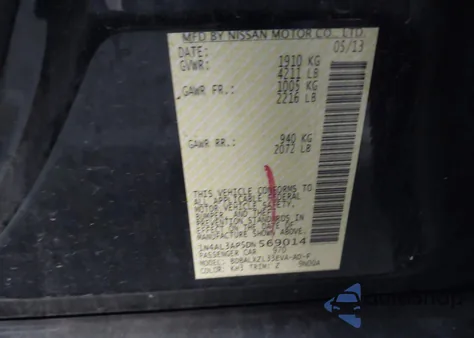 MFD BY NISSAN MOTOR CO., LTD.
DATE: 05/13
GVWR: 1910 KG
4211 LB
GAWR FR.: 1005 KG
2216 LB
GAWR RR.: 940 KG
2072 LB
THIS VEHICLE CONFORMS TO
ALL APPLICABLE FEDERAL
MOTOR VEHICLE SAFETY,
BUMPER, AND THEFT
PREVENTION STANDARDS IN
EFFECT ON THE DATE OF
MANUFACTURE SHOWN ABOVE.
1N4AL3AP5DN569014
PASSENGER CAR 970
MODEL:
COLOR: KH3 TRIM: Z